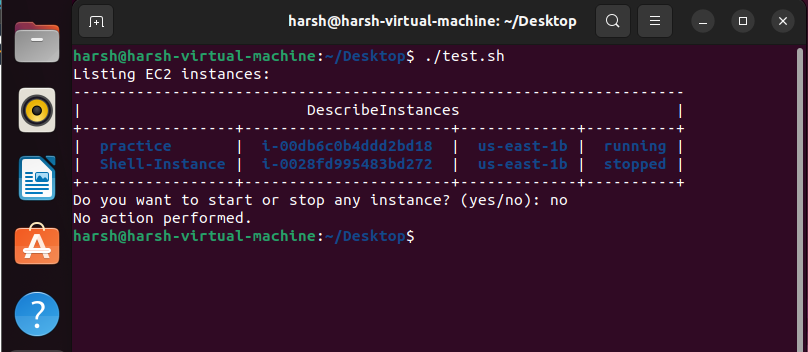 harsh@harsh-virtual-machine: ~/Desktop
harsh@harsh-virtual-machine:~/Desktop$ ./test.sh
Listing EC2 instances:
--------------------------------------------------------------------
|                         DescribeInstances                        |
+-----------------+-----------------------+-------------+----------+
|  practice       |  i-00db6c0b4ddd2bd18  |  us-east-1b |  running |
|  Shell-Instance |  i-0028fd995483bd272  |  us-east-1b |  stopped |
+-----------------+-----------------------+-------------+----------+
Do you want to start or stop any instance? (yes/no): no
No action performed.
harsh@harsh-virtual-machine:~/Desktop$